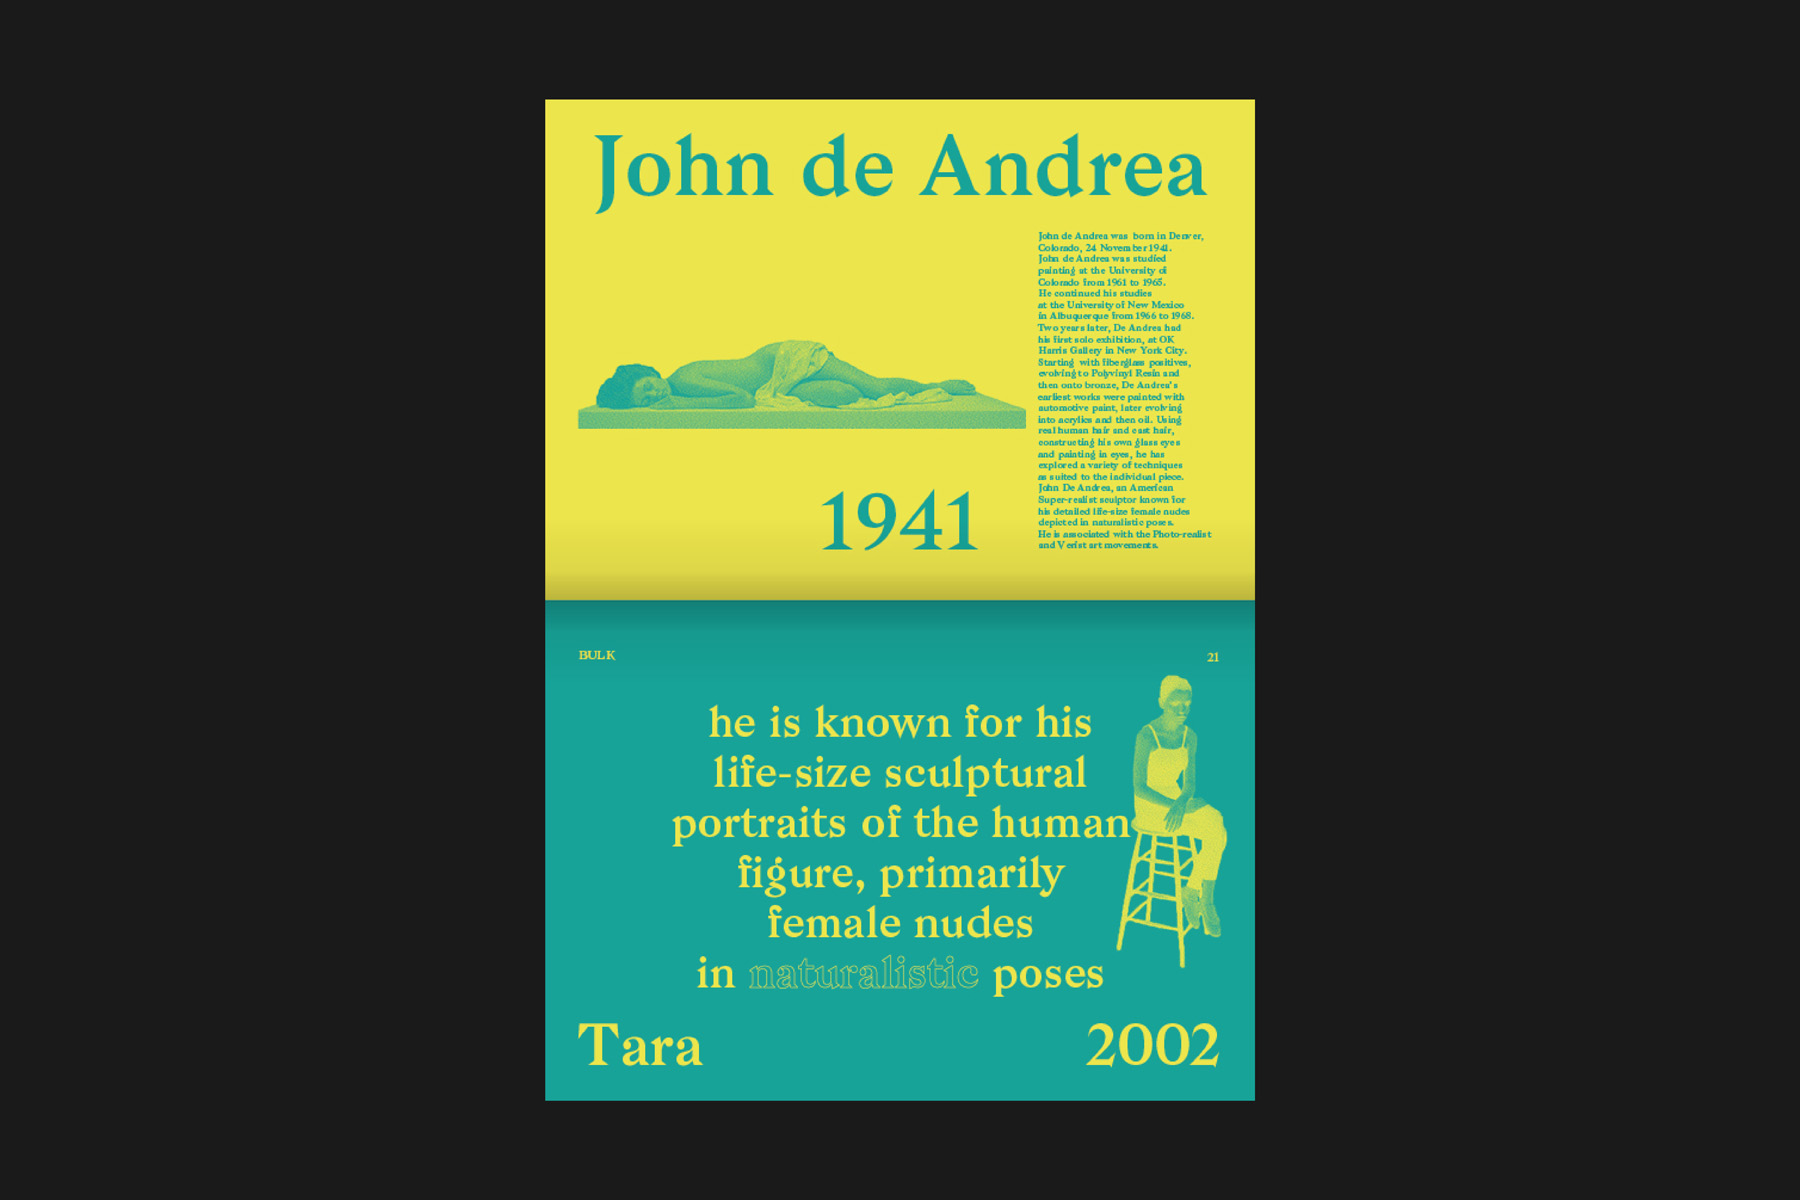 John de Andrea
John de Andrea was born in Denver,
Colorado, 24 November 1941.
John de Andrea was studied
painting at the University of
Colorado from 1961 to 1965.
He continued his studies
at the University of New Mexico
in Albuquerque from 1966 to 1968.
Two years later, De Andrea had
his first solo exhibition, at OK
Harris Gallery in New York City.
Starting with fiberglass positives,
evolving to Polyvinyl Resin and
then onto bronze, De Andrea's
earliest works were painted with
automotive paint, later evolving
into acrylics and then oil. Using
real human hair and cast hair,
constructing his own glass eyes
and painting in eyes, he has
explored a variety of techniques
as suited to the individual piece.
John De Andrea, an American
Super-realist sculptor known for
his detailed life-size female nudes
depicted in naturalistic poses.
He is associated with the Photo-realist
and Verist art movements.
1941
BULK
21
he is known for his
life-size sculptural
portraits of the human
figure, primarily
female nudes
in naturalistic poses
Tara
2002